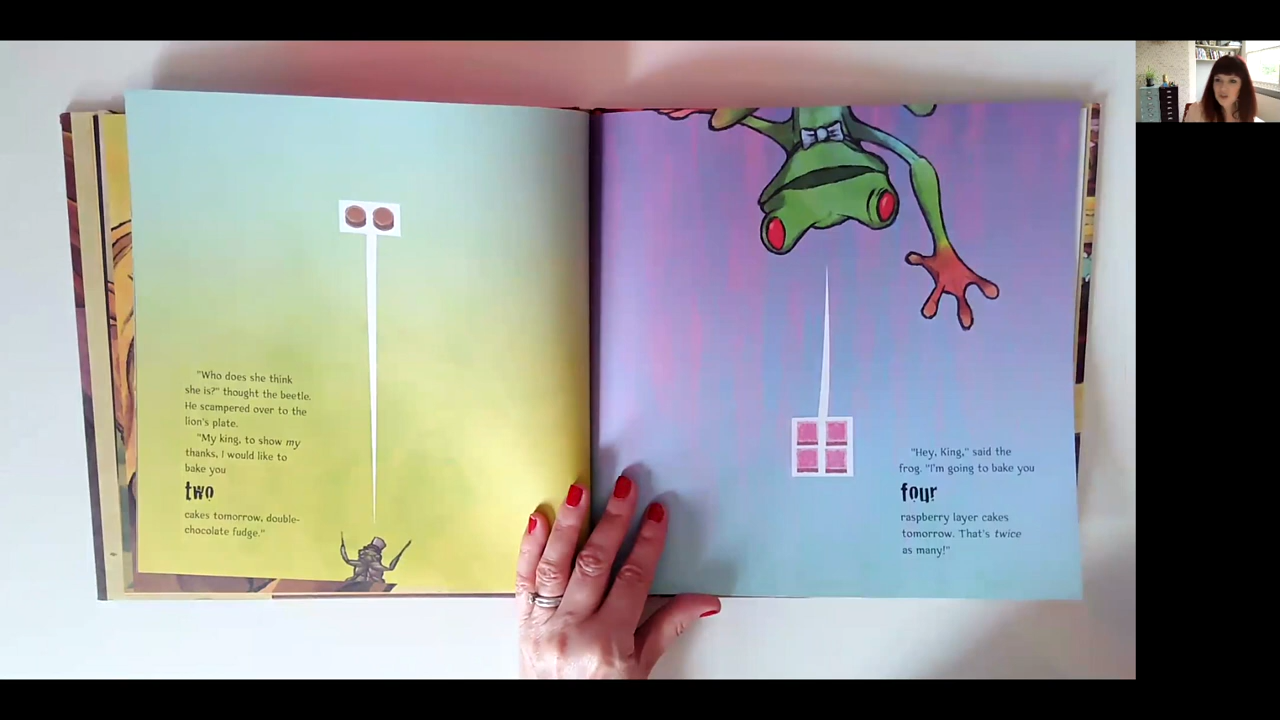 "Who does she think
she is?" thought the beetle.
He scampered over to the
lion's plate.
"My king, to show my
thanks, I would like to
bake you
two
cakes tomorrow, double-
chocolate fudge."
"Hey, King," said the
frog. "I'm going to bake you
four
raspberry layer cakes
tomorrow. That's twice
as many!"